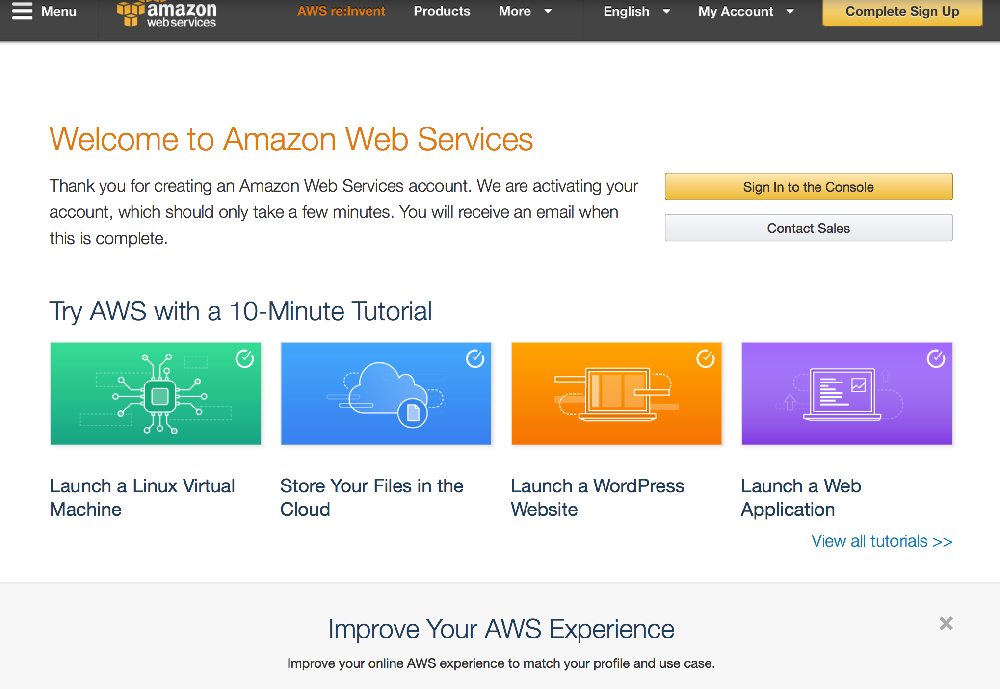 Menu
amazon
web services
AWS re:Invent
Products
More
English
My Account
Complete Sign Up
Welcome to Amazon Web Services
Thank you for creating an Amazon Web Services account. We are activating your
account, which should only take a few minutes. You will receive an email when
this is complete.
Sign In to the Console
Contact Sales
Try AWS with a 10-Minute Tutorial
Launch a Linux Virtual
Machine
Store Your Files in the
Cloud
Launch a WordPress
Website
Launch a Web
Application
View all tutorials >>
Improve Your AWS Experience
Improve your online AWS experience to match your profile and use case.